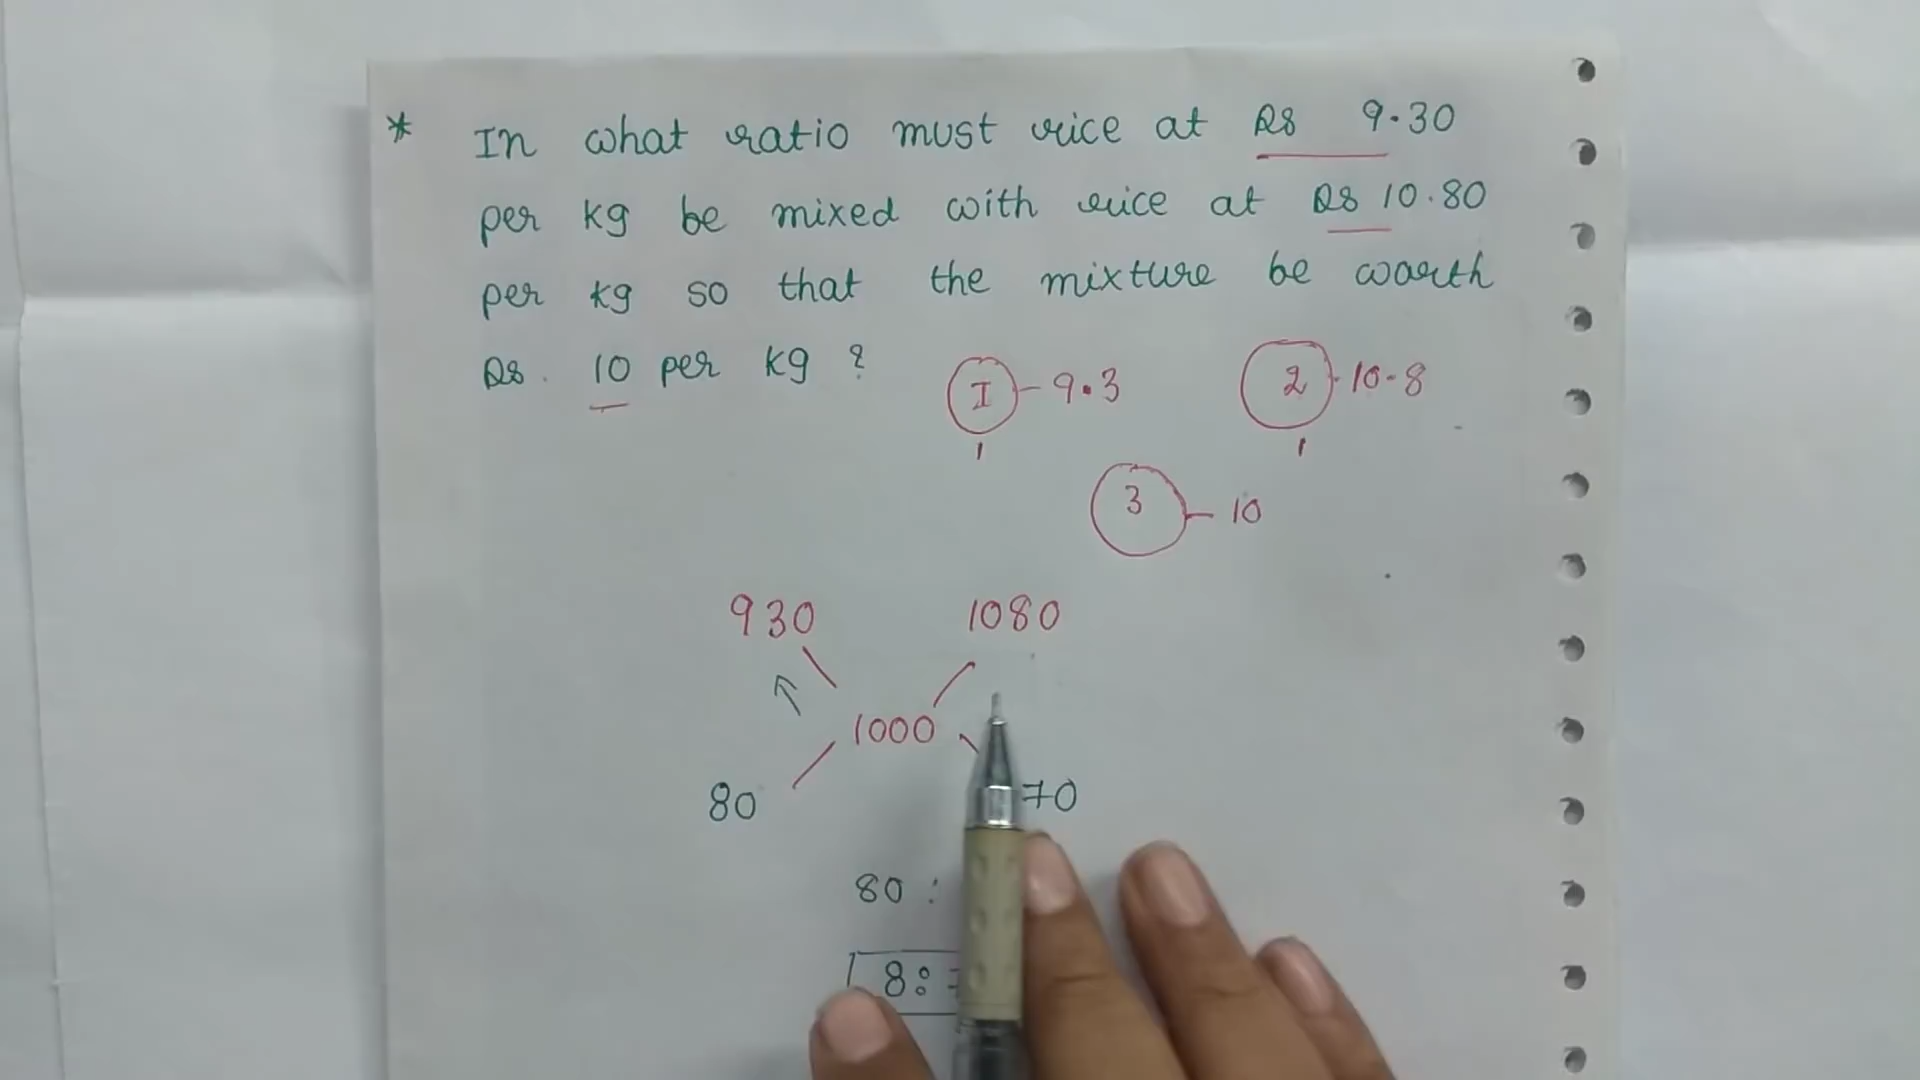 * In what ratio must rice at Rs 9.30
per kg be mixed with rice at Rs 10.80
per kg so that the mixture be worth
Rs. 10 per kg ?
I - 9.3
2 - 10.8
1
1
3 - 10
930 1080
1000
80 70
80 :
8: